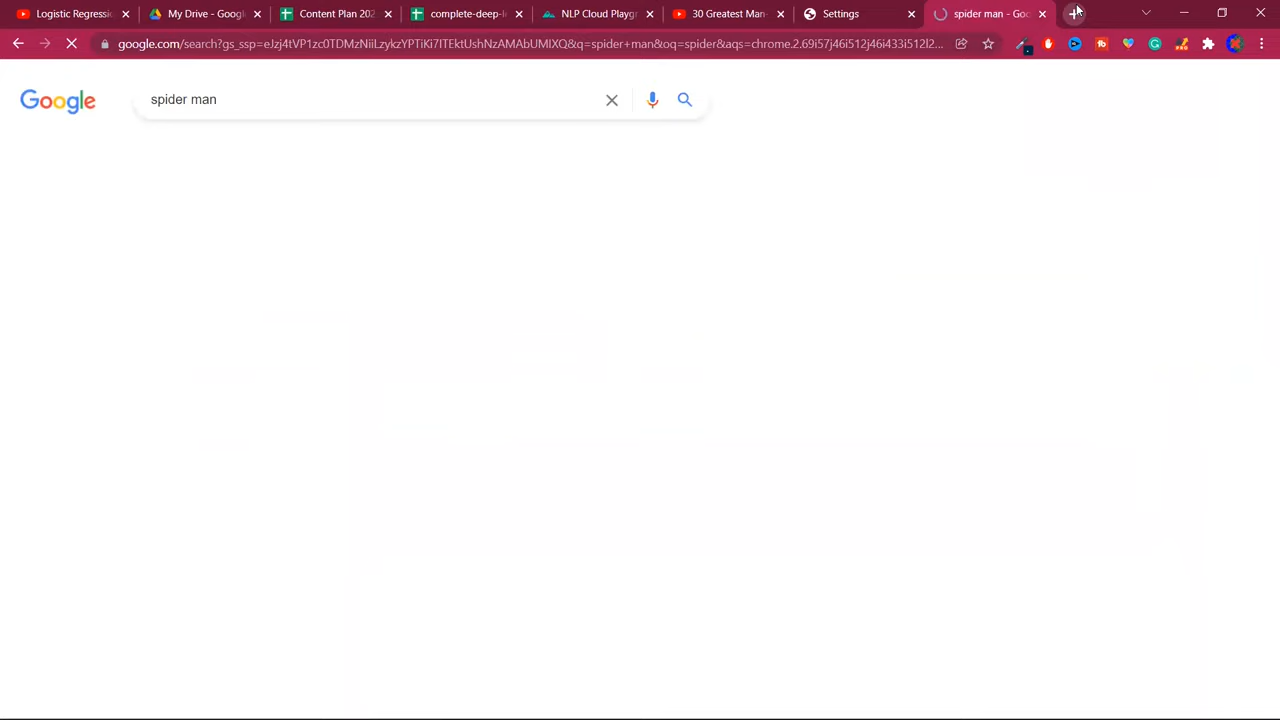 Logistic Regressi
My Drive - Googl
Content Plan 202
complete-deep-le
NLP Cloud Playgr
30 Greatest Man
Settings
spider man - Goo
google.com/search?gs_ssp=eJzj4tVP1zc0TDMzNiiLzykzYPTiKi7ITEktUshNzAMAbUMIXQ&q=spider+man&oq=spider&aqs=chrome.2.69i57j46i512j46i433i512l2...
Google
spider man